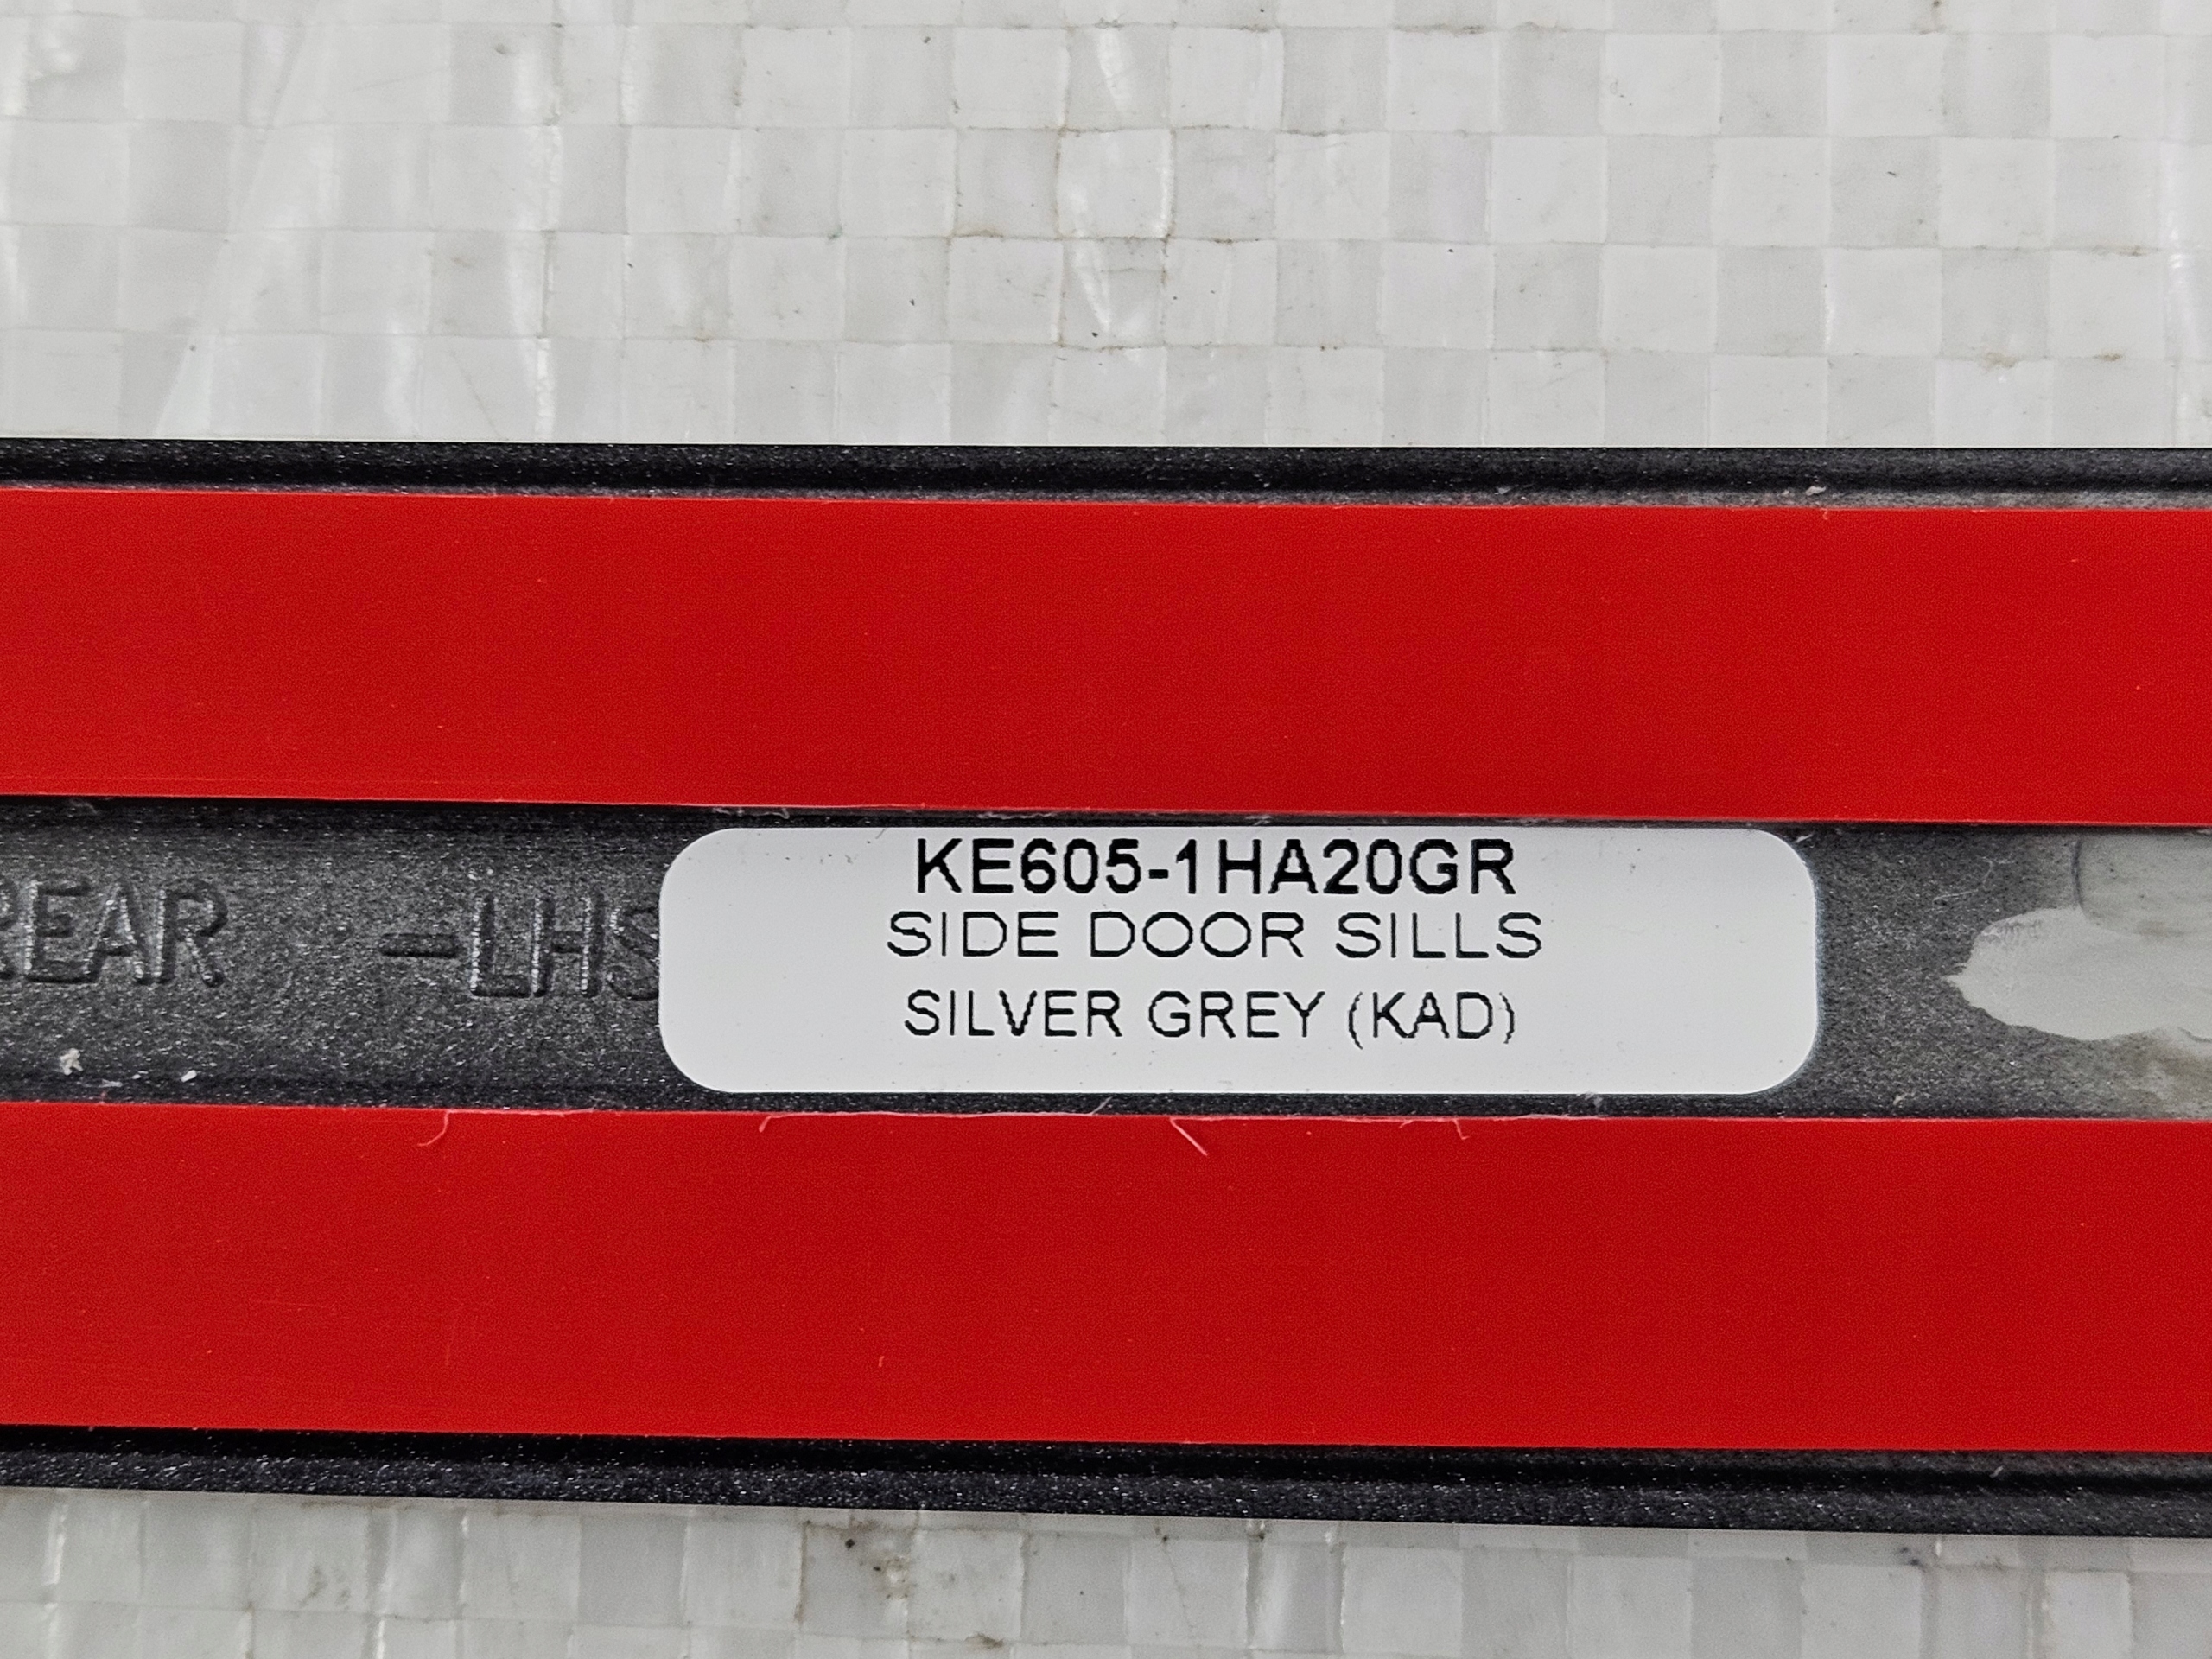 REAR -LHS
KE605-1HA20GR
SIDE DOOR SILLS
SILVER GREY (KAD)